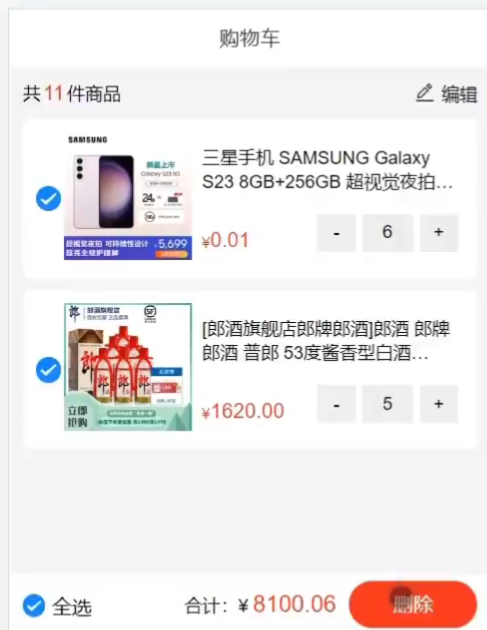 购物车
共11件商品
编辑
SAMSUNG
新品上市
Galaxy S23 5G
超视觉夜拍 可持续性设计
超亮全视护眼屏
5,699
三星手机 SAMSUNG Galaxy
S23 8GB+256GB 超视觉夜拍...
¥0.01
- 6 +
郎 郎酒旗舰店
SF
立即
抢购
[郎酒旗舰店郎牌郎酒]郎酒 郎牌
郎酒 普郎 53度酱香型白酒...
¥1620.00
- 5 +
全选
合计：¥ 8100.06
删除